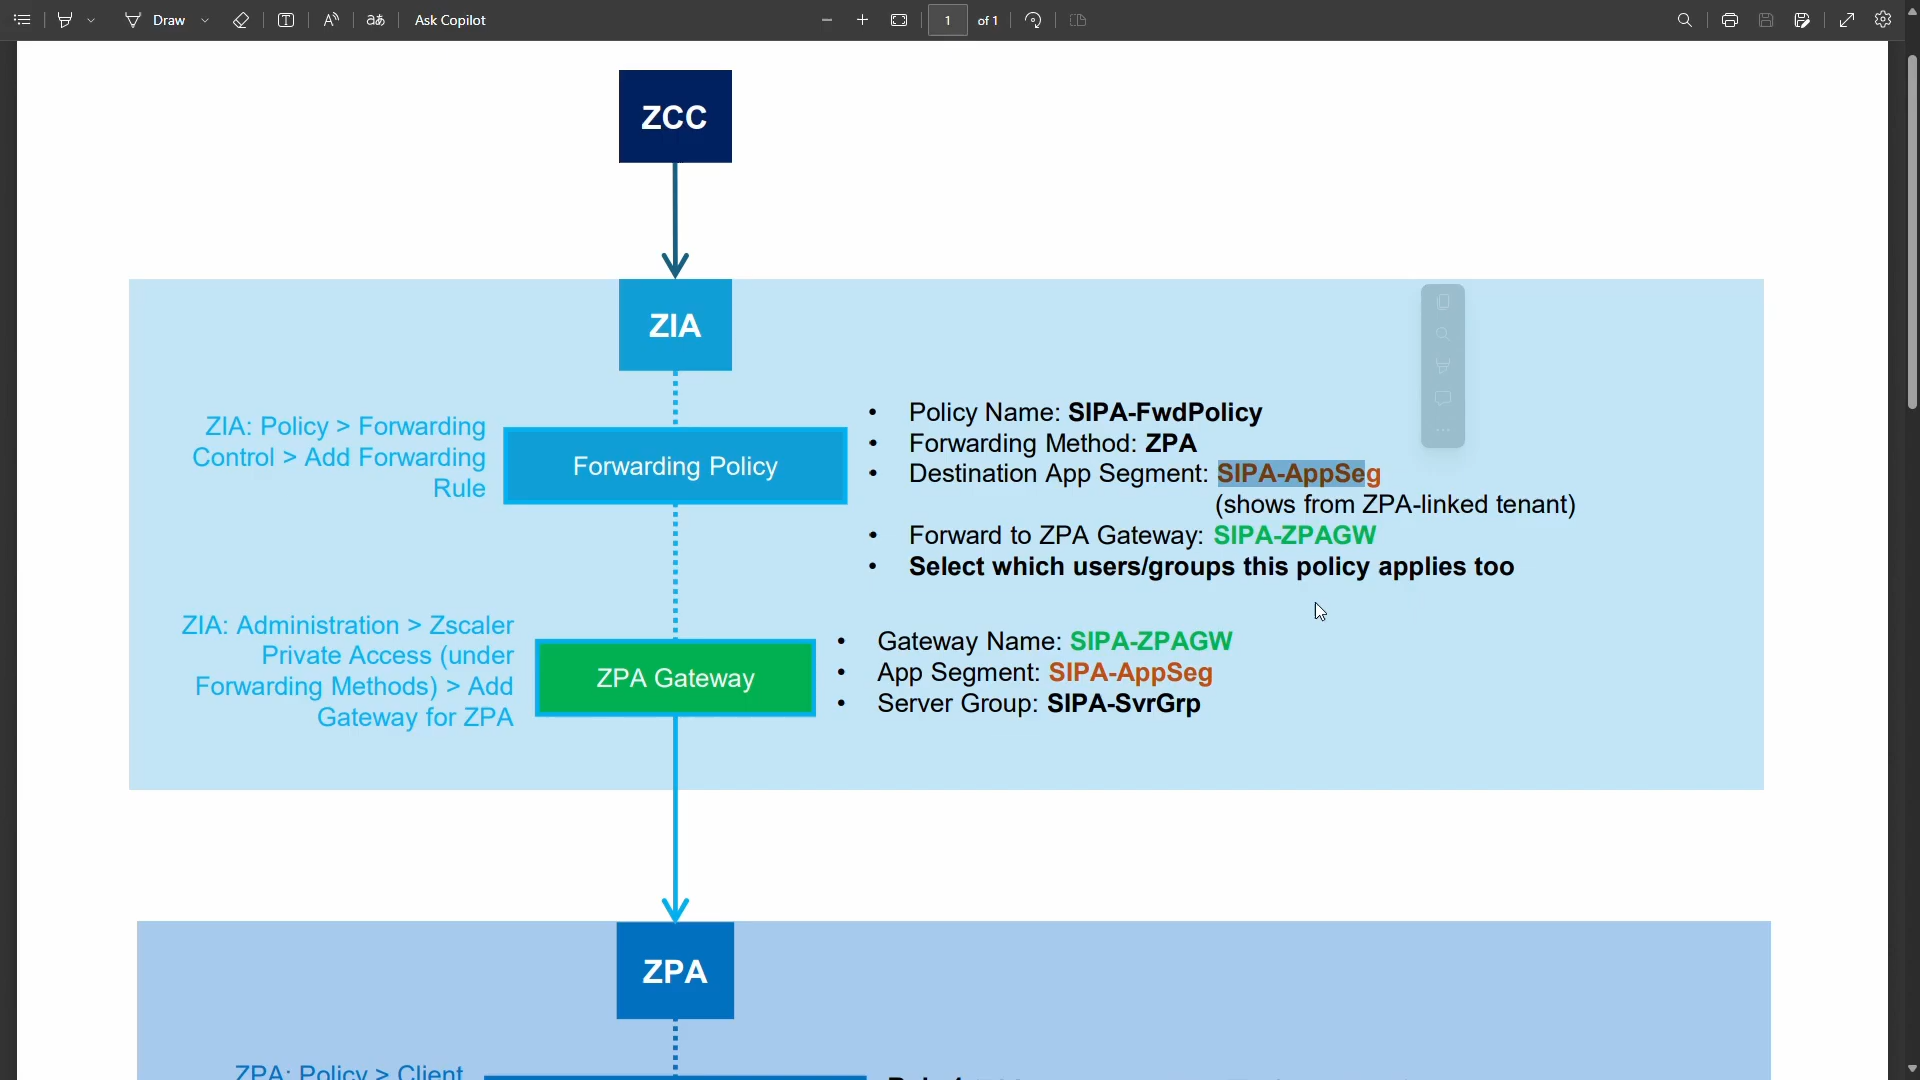 Draw
Ask Copilot
1 of 1
ZCC
ZIA
ZIA: Policy > Forwarding
Control > Add Forwarding
Rule
Forwarding Policy
• Policy Name: SIPA-FwdPolicy
• Forwarding Method: ZPA
• Destination App Segment: SIPA-AppSeg
(shows from ZPA-linked tenant)
• Forward to ZPA Gateway: SIPA-ZPAGW
• Select which users/groups this policy applies too
ZIA: Administration > Zscaler
Private Access (under
Forwarding Methods) > Add
Gateway for ZPA
ZPA Gateway
• Gateway Name: SIPA-ZPAGW
• App Segment: SIPA-AppSeg
• Server Group: SIPA-SvrGrp
ZPA
ZPA: Policy > Client